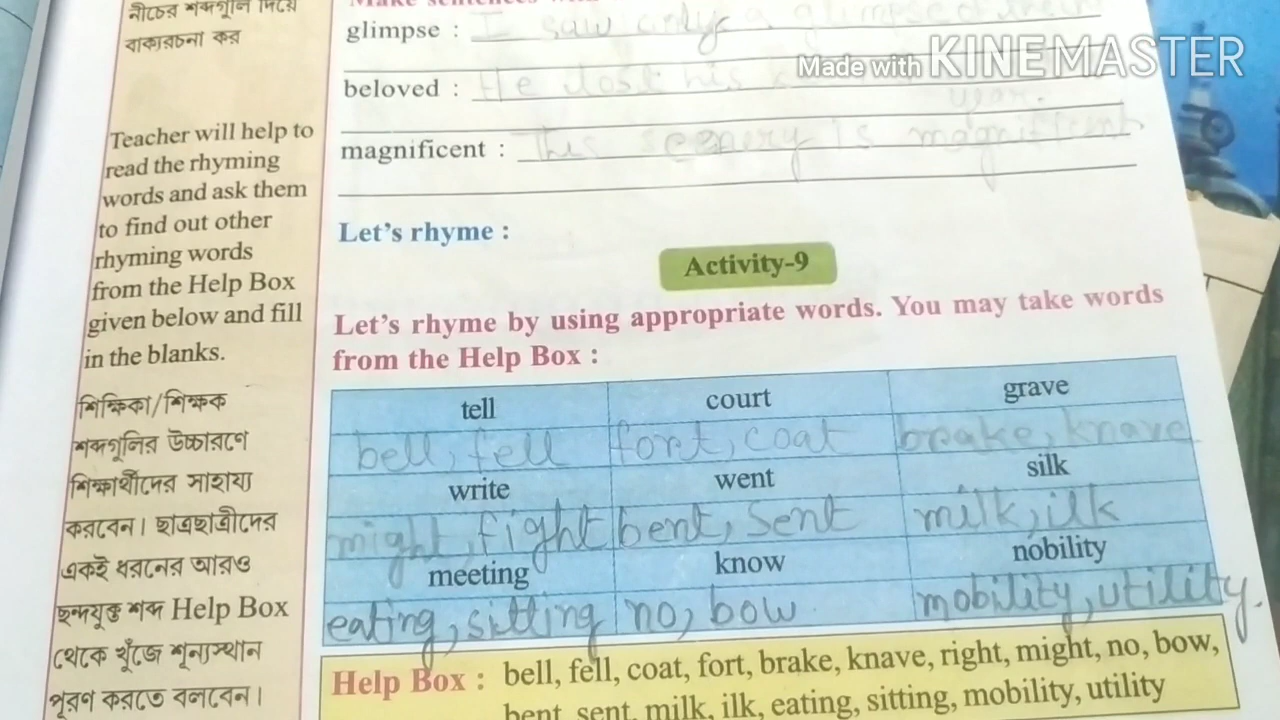 নীচের শব্দগুলি দিয়ে
বাক্যরচনা কর
glimpse : I saw only a glimpse of them
Made with KINEMASTER
beloved : He lost his
year.
magnificent : This scenery is magnificent
Teacher will help to
read the rhyming
words and ask them
to find out other
rhyming words
from the Help Box
given below and fill
in the blanks.
শিক্ষিকা/শিক্ষক
শব্দগুলির উচ্চারণে
শিক্ষার্থীদের সাহায্য
করবেন। ছাত্রছাত্রীদের
একই ধরনের আরও
ছন্দযুক্ত শব্দ Help Box
থেকে খুঁজে শূন্যস্থান
পূরণ করতে বলবেন।
Let's rhyme :
Activity-9
Let's rhyme by using appropriate words. You may take words
from the Help Box :
tell court grave
bell, fell fort, coat brake, knave
write went silk
might, fight bent, sent milk, ilk
meeting know nobility
eating, sitting no, bow mobility, utility.
Help Box : bell, fell, coat, fort, brake, knave, right, might, no, bow,
bent, sent, milk, ilk, eating, sitting, mobility, utility